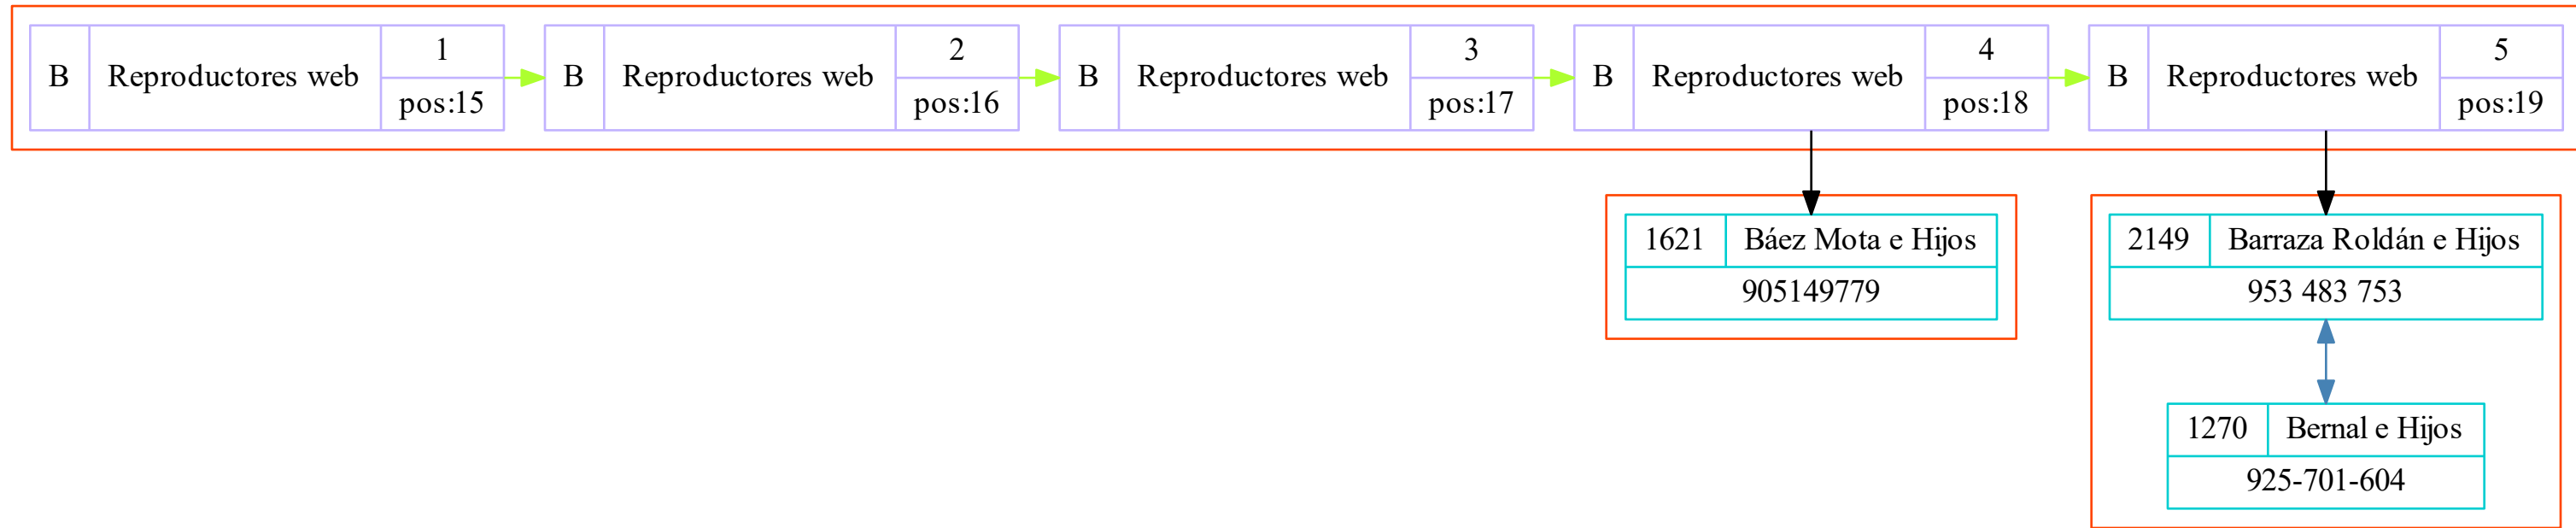 B Reproductores web 1 pos:15
B Reproductores web 2 pos:16
B Reproductores web 3 pos:17
B Reproductores web 4 pos:18
B Reproductores web 5 pos:19
1621 Báez Mota e Hijos
905149779
2149 Barraza Roldán e Hijos
953 483 753
1270 Bernal e Hijos
925-701-604